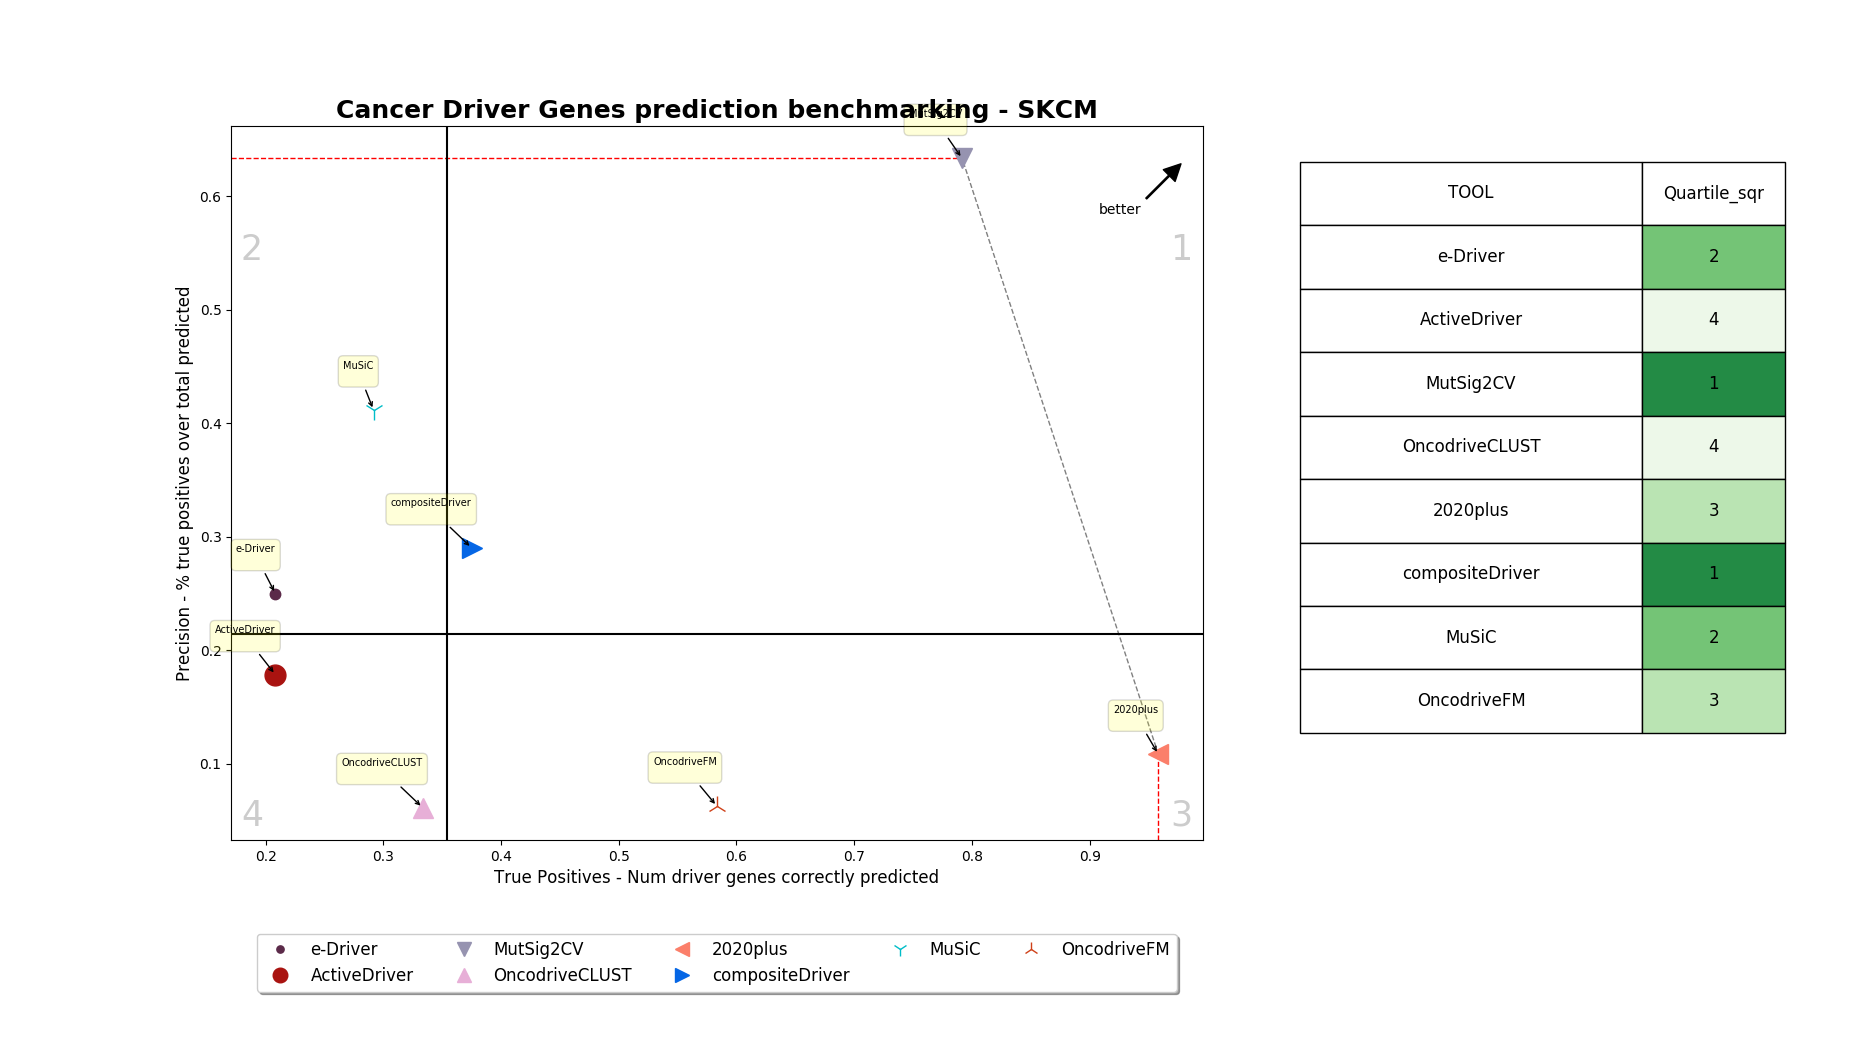 Cancer Driver Genes prediction benchmarking - SKCM
MutSig2CV
better
2
1
MuSiC
compositeDriver
e-Driver
ActiveDriver
2020plus
OncodriveCLUST
OncodriveFM
4
3
0.6
0.5
0.4
0.3
0.2
0.1
Precision - % true positives over total predicted
0.2 0.3 0.4 0.5 0.6 0.7 0.8 0.9
True Positives - Num driver genes correctly predicted
e-Driver MutSig2CV 2020plus MuSiC OncodriveFM
ActiveDriver OncodriveCLUST compositeDriver
TOOL Quartile_sqr
e-Driver 2
ActiveDriver 4
MutSig2CV 1
OncodriveCLUST 4
2020plus 3
compositeDriver 1
MuSiC 2
OncodriveFM 3